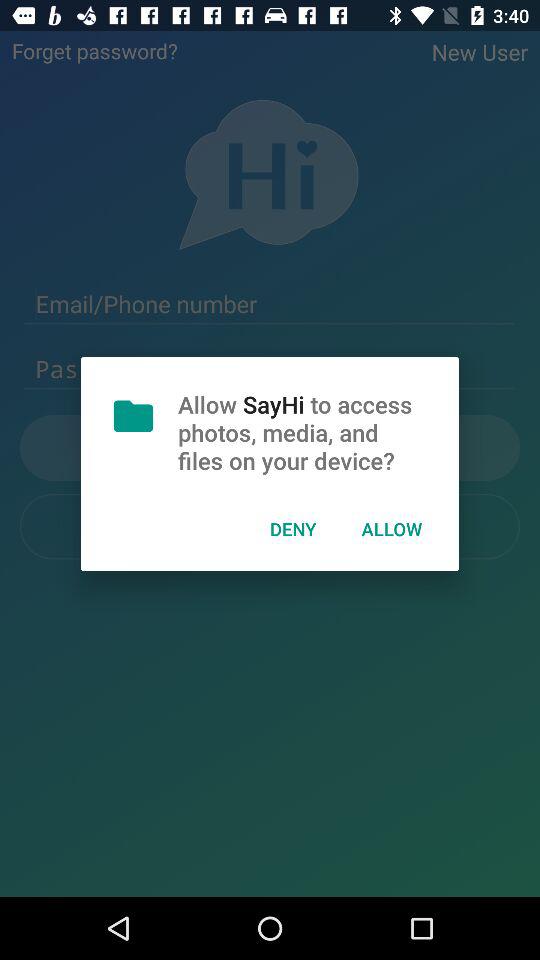 3:40
Forget password?
New User
Hi
Email/Phone number
Pas
Allow SayHi to access
photos, media, and
files on your device?
DENY
ALLOW